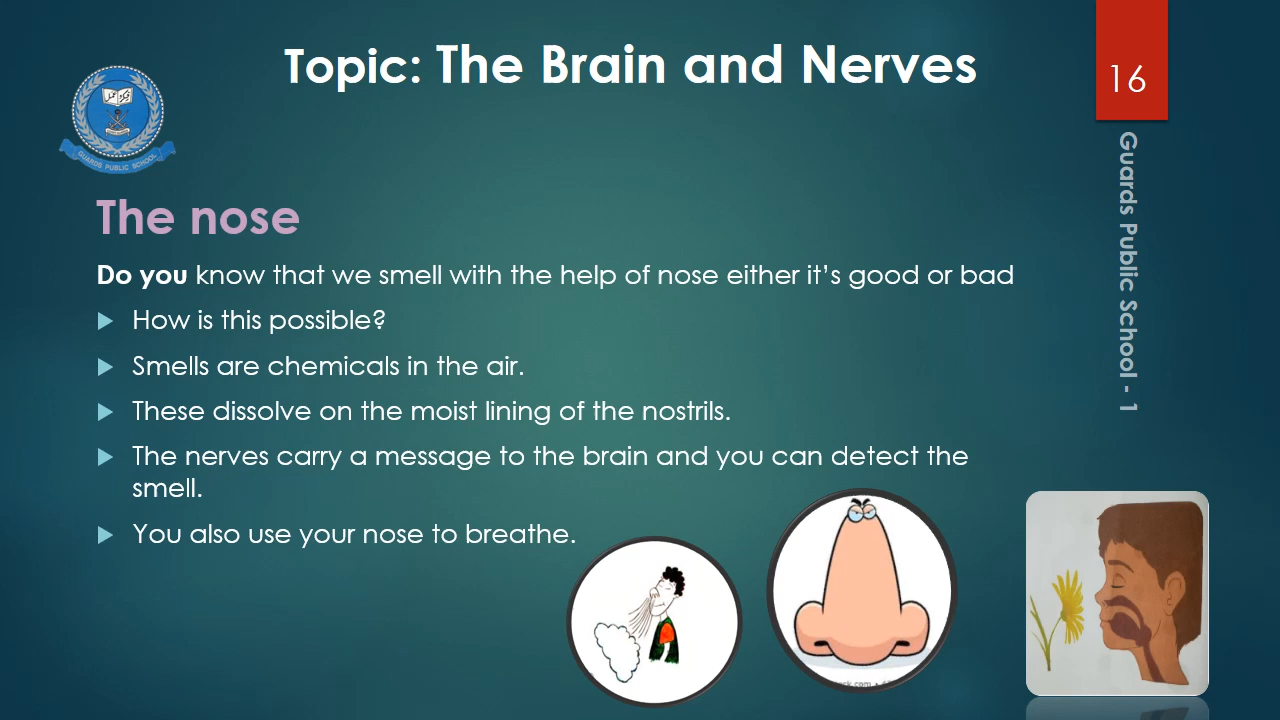 Topic: The Brain and Nerves
16
GUARDS PUBLIC SCHOOL
Guards Public School - 1
The nose
Do you know that we smell with the help of nose either it’s good or bad
How is this possible?
Smells are chemicals in the air.
These dissolve on the moist lining of the nostrils.
The nerves carry a message to the brain and you can detect the
smell.
You also use your nose to breathe.